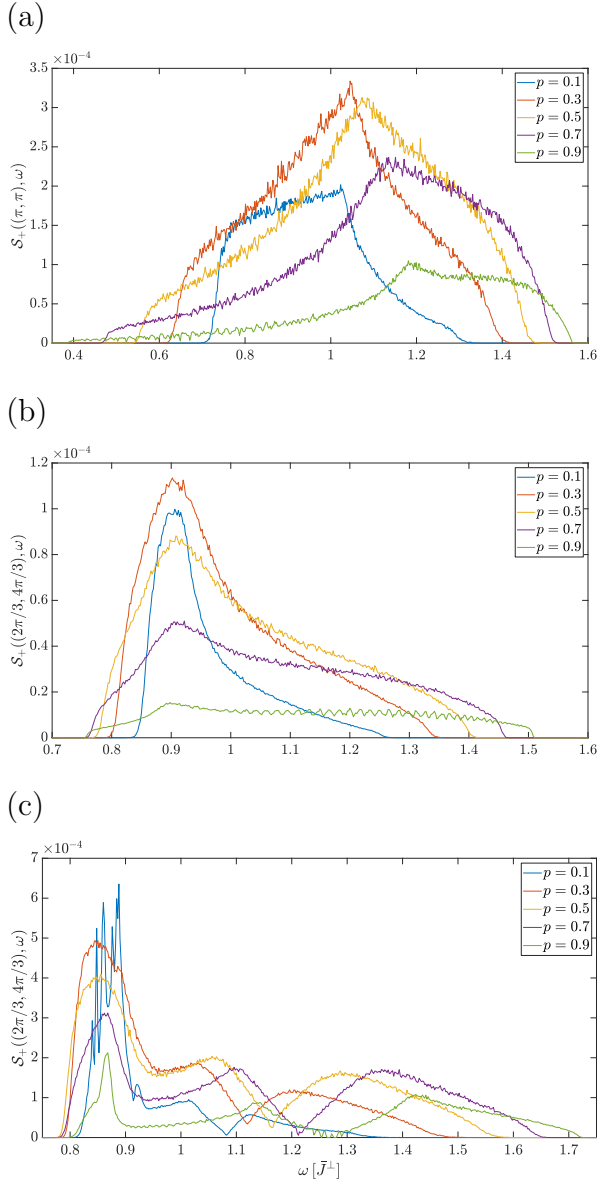 (a)
×10⁻⁴
3.5
3
2.5
2
1.5
1
0.5
0
0.4 0.6 0.8 1 1.2 1.4 1.6
𝒮₊((π, π), ω)
p = 0.1
p = 0.3
p = 0.5
p = 0.7
p = 0.9
(b)
×10⁻⁴
1.2
1
0.8
0.6
0.4
0.2
0
0.7 0.8 0.9 1 1.1 1.2 1.3 1.4 1.5 1.6
𝒮₊((2π/3, 4π/3), ω)
p = 0.1
p = 0.3
p = 0.5
p = 0.7
p = 0.9
(c)
×10⁻⁴
7
6
5
4
3
2
1
0
0.8 0.9 1 1.1 1.2 1.3 1.4 1.5 1.6 1.7
𝒮₊((2π/3, 4π/3), ω)
p = 0.1
p = 0.3
p = 0.5
p = 0.7
p = 0.9
ω [J̄^⊥]